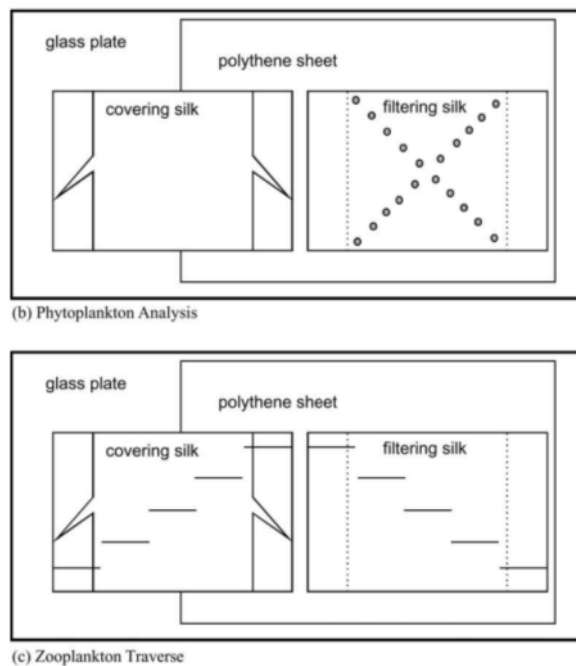 glass plate
polythene sheet
covering silk
filtering silk
(b) Phytoplankton Analysis
glass plate
polythene sheet
covering silk
filtering silk
(c) Zooplankton Traverse